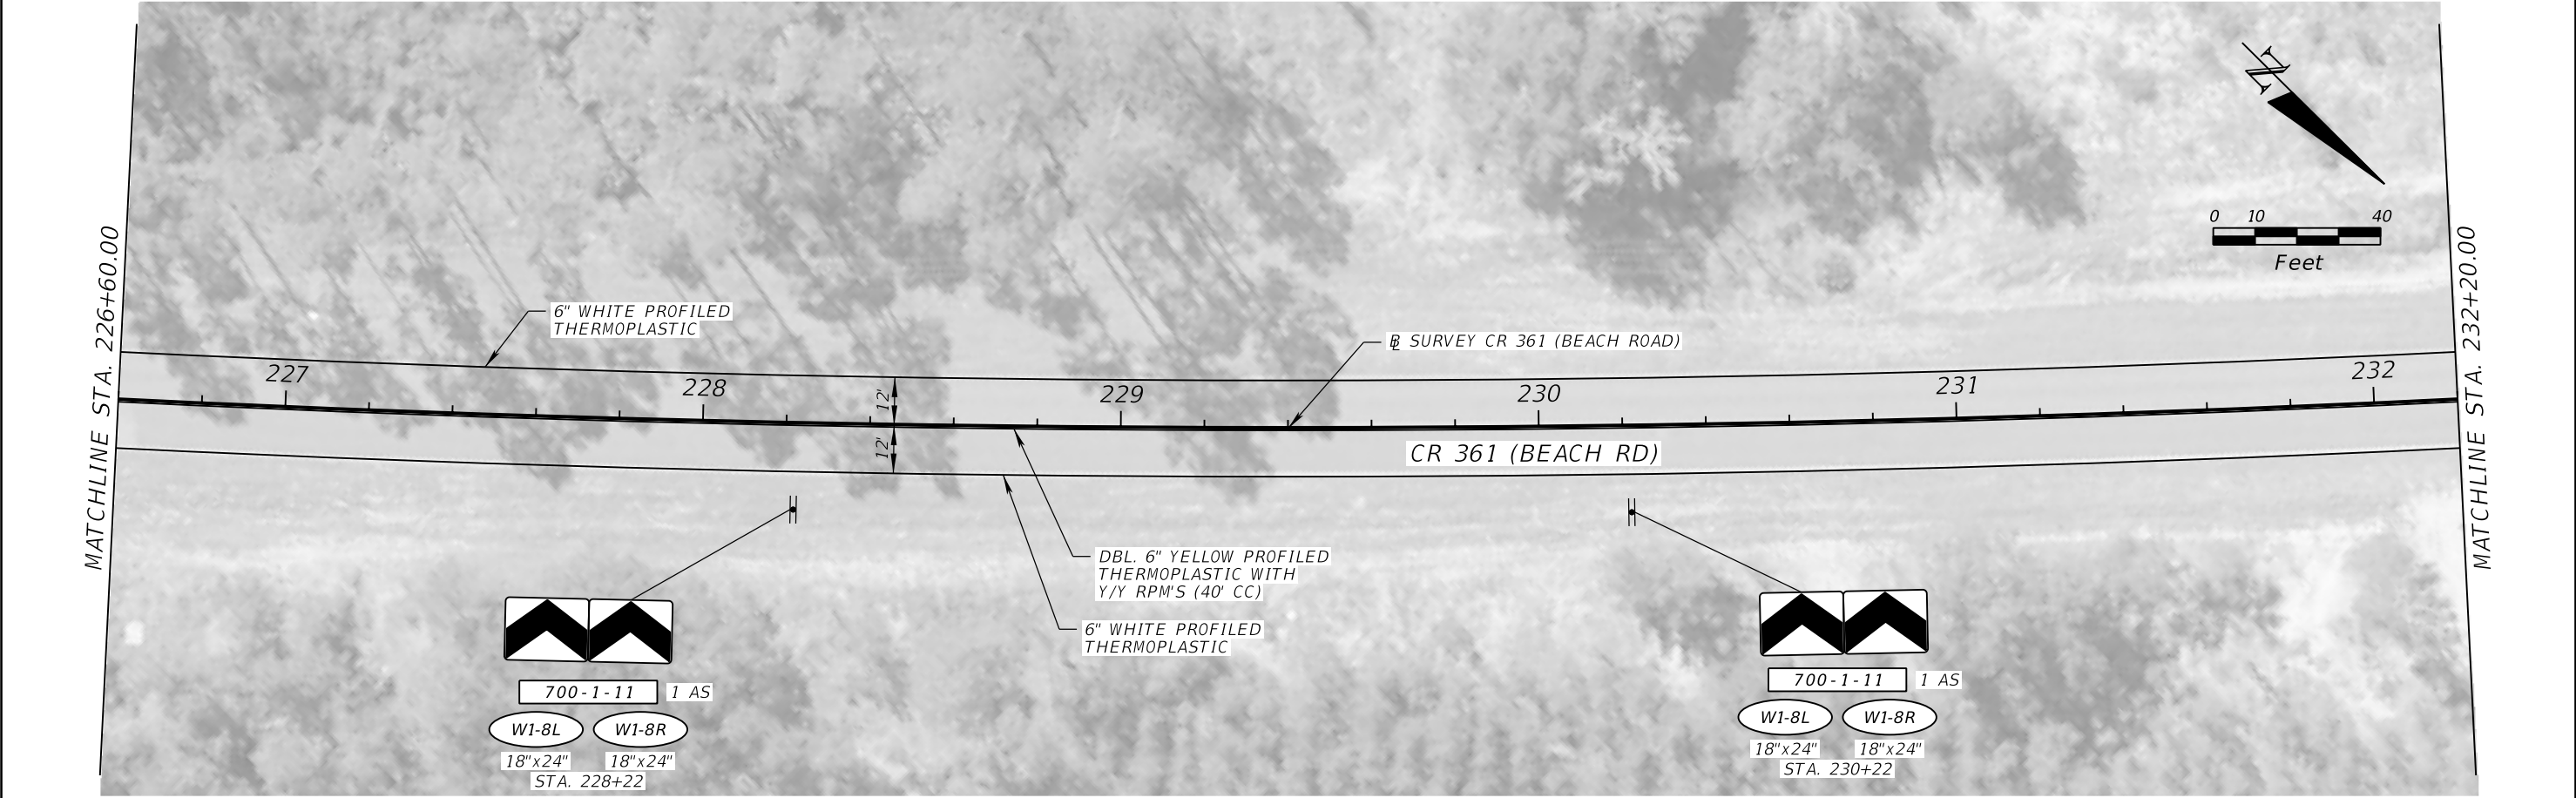 MATCHLINE STA. 226+60.00
N
0 10 40
Feet
MATCHLINE STA. 232+20.00
6" WHITE PROFILED
THERMOPLASTIC
BL SURVEY CR 361 (BEACH ROAD)
227 228 229 230 231 232
12'
12'
CR 361 (BEACH RD)
DBL. 6" YELLOW PROFILED
THERMOPLASTIC WITH
Y/Y RPM'S (40' CC)
6" WHITE PROFILED
THERMOPLASTIC
700-1-11 1 AS
W1-8L W1-8R
18"x24" 18"x24"
STA. 228+22
700-1-11 1 AS
W1-8L W1-8R
18"x24" 18"x24"
STA. 230+22